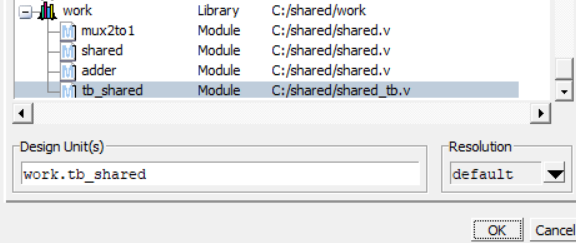 work Library C:/shared/work
mux2to1 Module C:/shared/shared.v
shared Module C:/shared/shared.v
adder Module C:/shared/shared.v
tb_shared Module C:/shared/shared_tb.v
Design Unit(s)
Resolution
work.tb_shared
default
OK Cancel